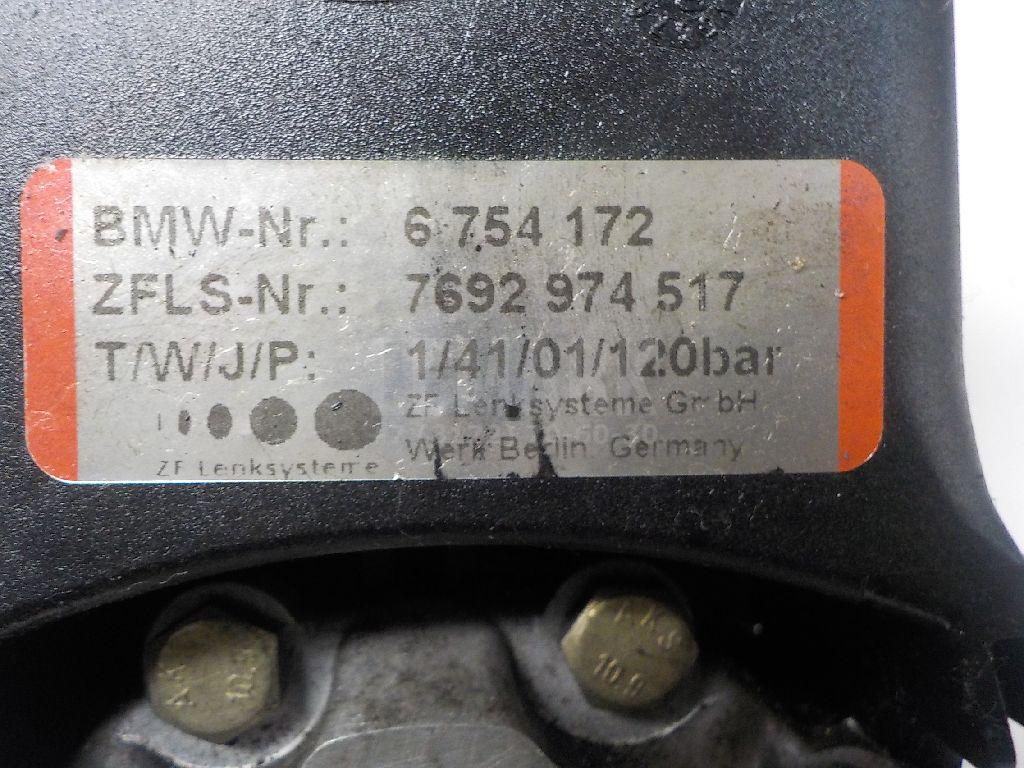 BMW-Nr.: 6 754 172
ZFLS-Nr.: 7692 974 517
T/W/J/P: 1/41/01/120bar
ZF Lenksysteme GmbH
Werk Berlin, Germany
ZF Lenksysteme
10.9
AKS
10.9